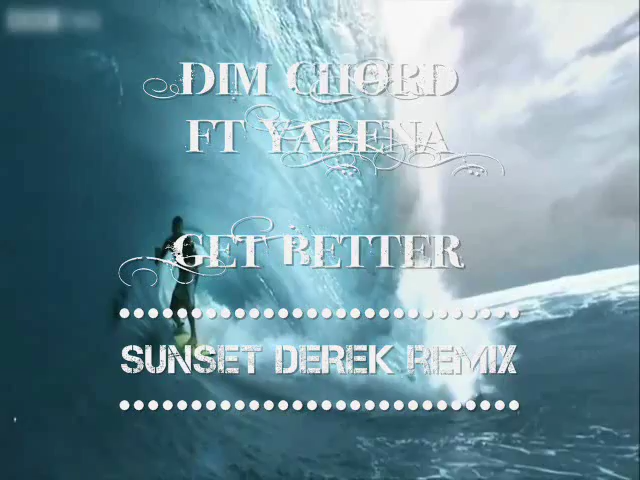 DIM CHORD
FT YALENA
GET BETTER
SUNSET DEREK REMIX